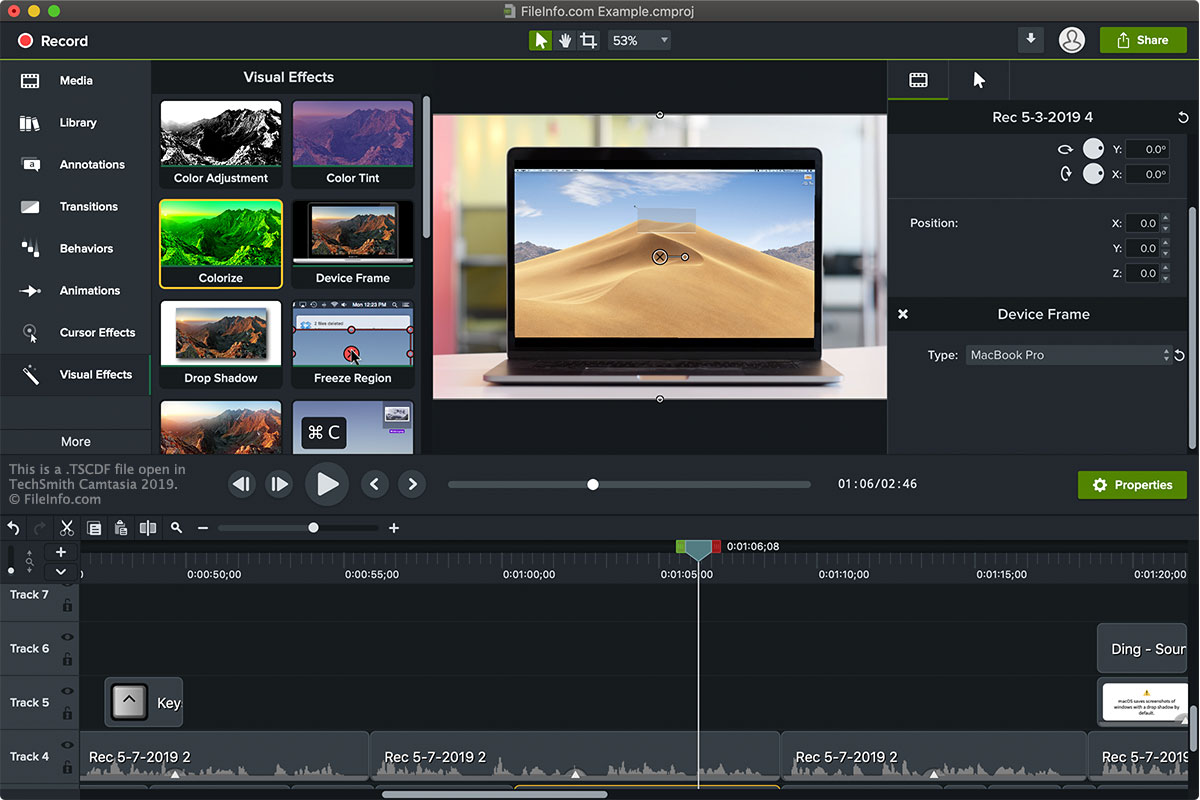 FileInfo.com Example.cmproj
Record
53%
Share
Media
Library
Annotations
Transitions
Behaviors
Animations
Cursor Effects
Visual Effects
More
Visual Effects
Color Adjustment
Color Tint
Colorize
Device Frame
Drop Shadow
Mon 12:23 PM
2 files deleted
Freeze Region
⌘ C
Rec 5-3-2019 4
Y: 0.0°
X: 0.0°
Position:
X: 0.0
Y: 0.0
Z: 0.0
Device Frame
Type: MacBook Pro
This is a .TSCDF file open in
TechSmith Camtasia 2019.
© FileInfo.com
01:06/02:46
Properties
0:01:06;08
0:00:50;00
0:00:55;00
0:01:00;00
0:01:05;00
0:01:10;00
0:01:15;00
0:01:20;00
Track 7
Track 6
Ding - Soun
Track 5
Key
macOS saves screenshots of
windows with a drop shadow by
default.
Track 4
Rec 5-7-2019 2
Rec 5-7-2019 2
Rec 5-7-2019 2
Rec 5-7-2019